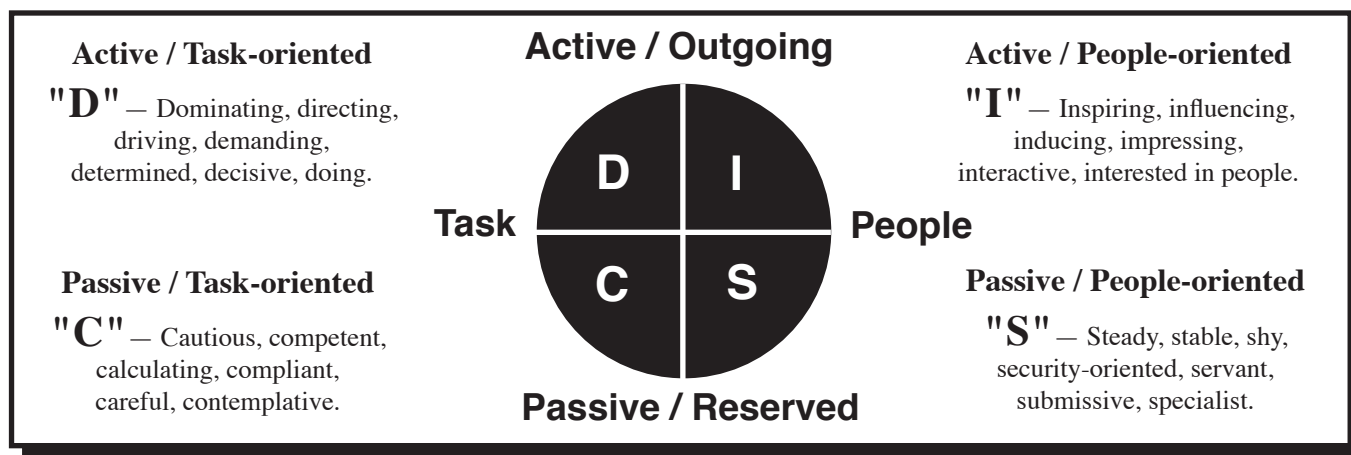 Active / Task-oriented
"D" — Dominating, directing,
driving, demanding,
determined, decisive, doing.
Active / Outgoing
Active / People-oriented
"I" — Inspiring, influencing,
inducing, impressing,
interactive, interested in people.
D
I
Task
People
C
S
Passive / Task-oriented
"C" — Cautious, competent,
calculating, compliant,
careful, contemplative.
Passive / Reserved
Passive / People-oriented
"S" — Steady, stable, shy,
security-oriented, servant,
submissive, specialist.